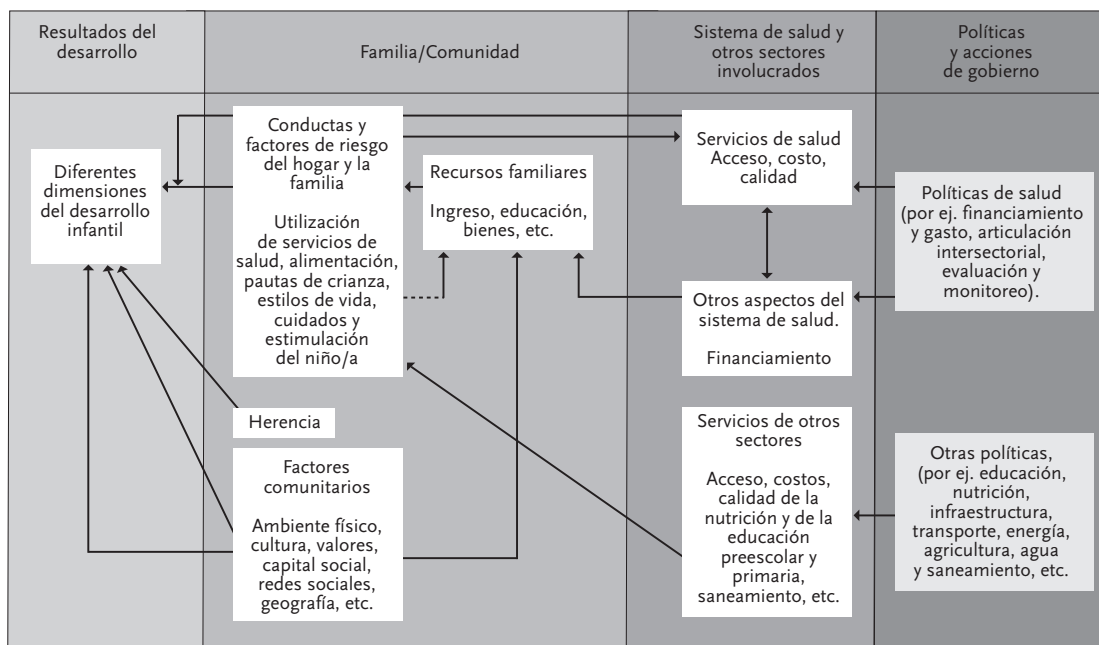 Resultados del
desarrollo
Familia/Comunidad
Sistema de salud y
otros sectores
involucrados
Políticas
y acciones
de gobierno
Diferentes
dimensiones
del desarrollo
infantil
Conductas y
factores de riesgo
del hogar y la
familia
Utilización
de servicios de
salud, alimentación,
pautas de crianza,
estilos de vida,
cuidados y
estimulación
del niño/a
Recursos familiares
Ingreso, educación,
bienes, etc.
Servicios de salud
Acceso, costo,
calidad
Políticas de salud
(por ej. financiamiento
y gasto, articulación
intersectorial,
evaluación y
monitoreo).
Otros aspectos del
sistema de salud.
Financiamiento
Herencia
Factores
comunitarios
Ambiente físico,
cultura, valores,
capital social,
redes sociales,
geografía, etc.
Servicios de otros
sectores
Acceso, costos,
calidad de la
nutrición y de la
educación
preescolar y
primaria,
saneamiento, etc.
Otras políticas,
(por ej. educación,
nutrición,
infraestructura,
transporte, energía,
agricultura, agua
y saneamiento, etc.